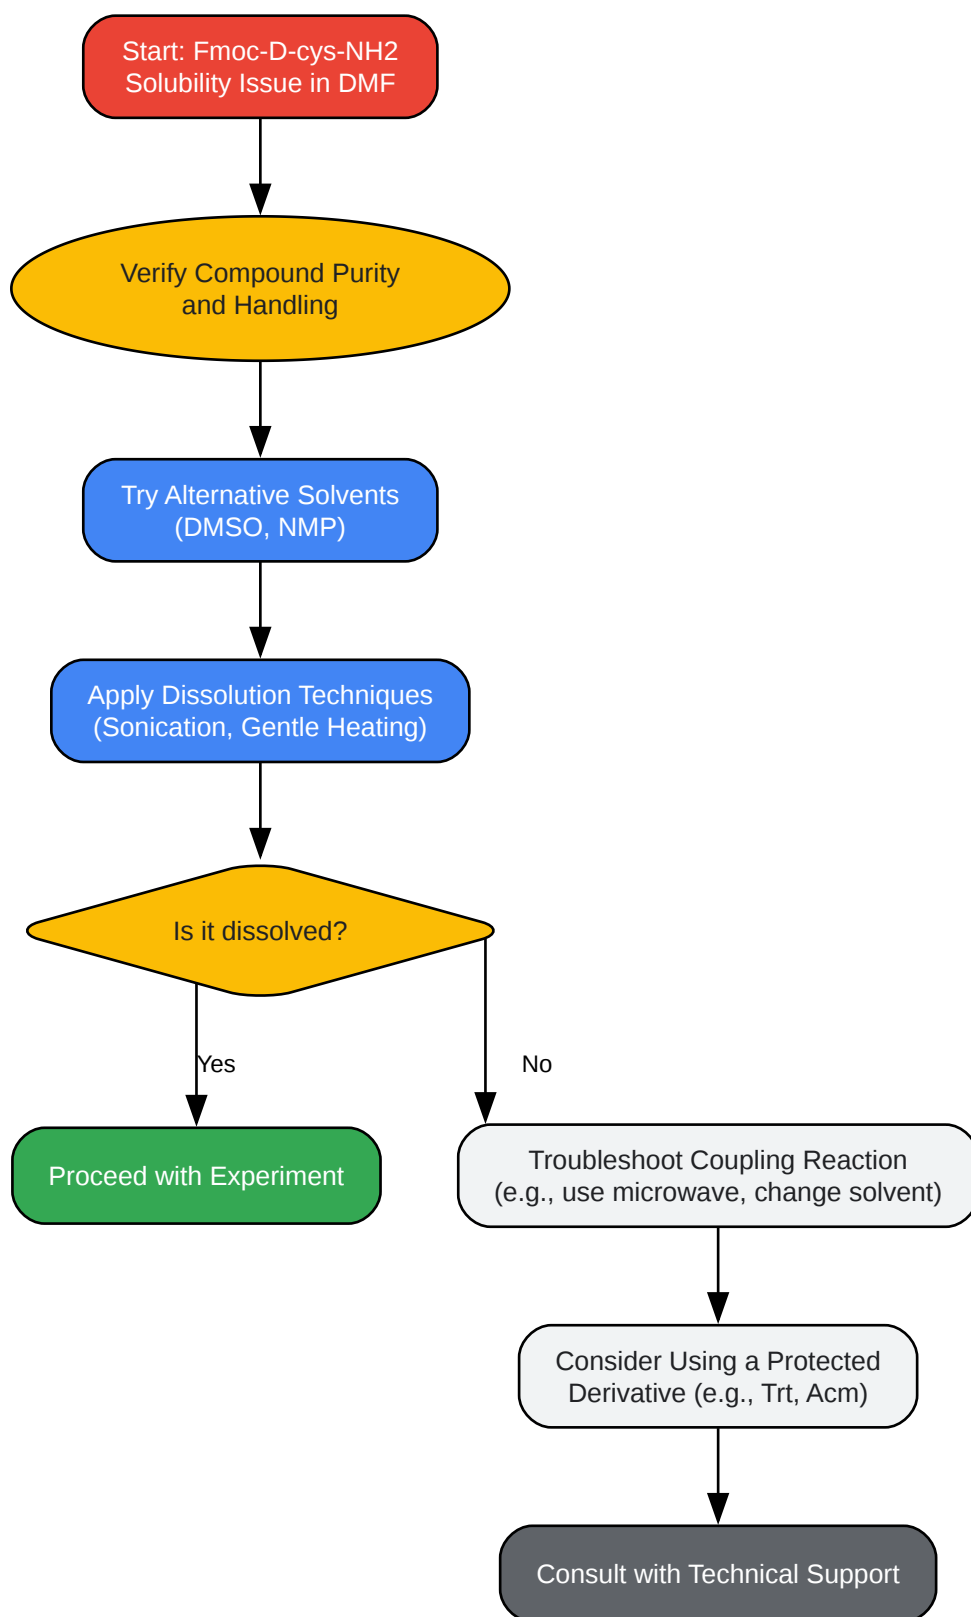 Start: Fmoc-D-cys-NH2
Solubility Issue in DMF
Verify Compound Purity
and Handling
Try Alternative Solvents
(DMSO, NMP)
Apply Dissolution Techniques
(Sonication, Gentle Heating)
Is it dissolved?
Yes
No
Proceed with Experiment
Troubleshoot Coupling Reaction
(e.g., use microwave, change solvent)
Consider Using a Protected
Derivative (e.g., Trt, Acm)
Consult with Technical Support